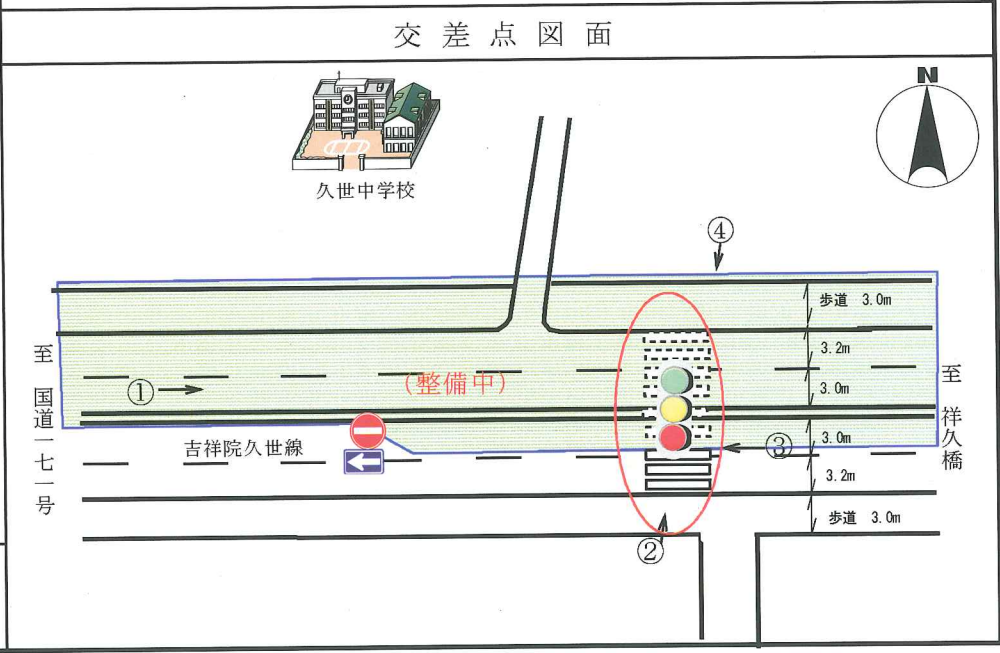 交差点図面
N
久世中学校
④
歩道 3.0m
3.2m
至 国道一七一号
①
(整備中)
3.0m
至 祥久橋
吉祥院久世線
③
3.0m
3.2m
歩道 3.0m
②